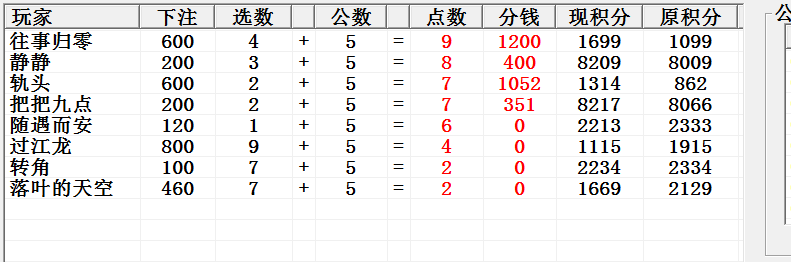 玩家 下注 选数 公数 点数 分钱 现积分 原积分
往事归零 600 4 + 5 = 9 1200 1699 1099
静静 200 3 + 5 = 8 400 8209 8009
轨头 600 2 + 5 = 7 1052 1314 862
把把九点 200 2 + 5 = 7 351 8217 8066
随遇而安 120 1 + 5 = 6 0 2213 2333
过江龙 800 9 + 5 = 4 0 1115 1915
转角 100 7 + 5 = 2 0 2234 2334
落叶的天空 460 7 + 5 = 2 0 1669 2129